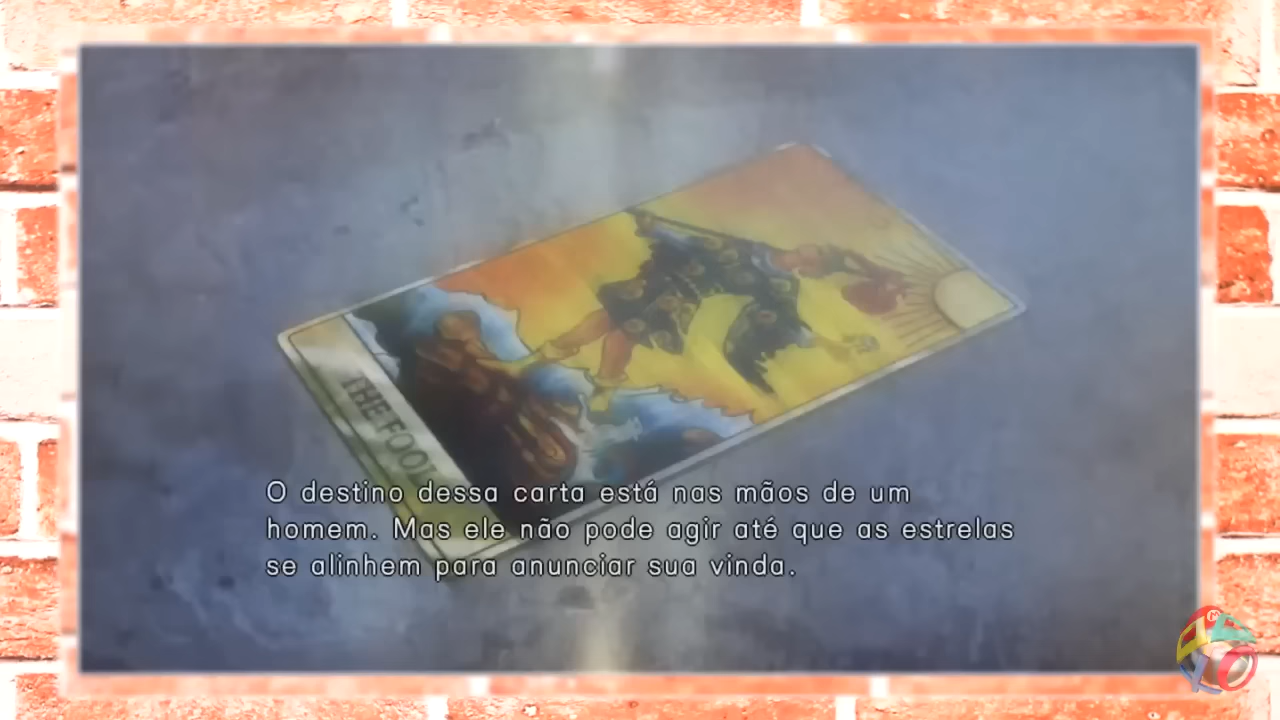 THE FOOL
O destino dessa carta está nas mãos de um
homem. Mas ele não pode agir até que as estrelas
se alinhem para anunciar sua vinda.